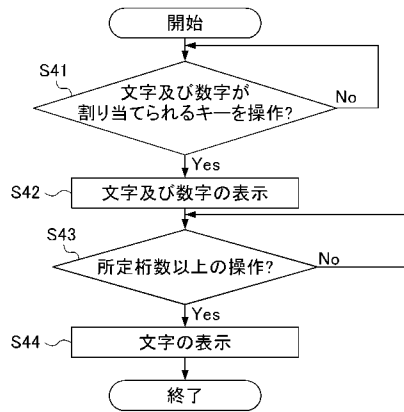 開始
S41
文字及び数字が
割り当てられるキーを操作?
No
Yes
S42
文字及び数字の表示
S43
所定桁数以上の操作?
No
Yes
S44
文字の表示
終了